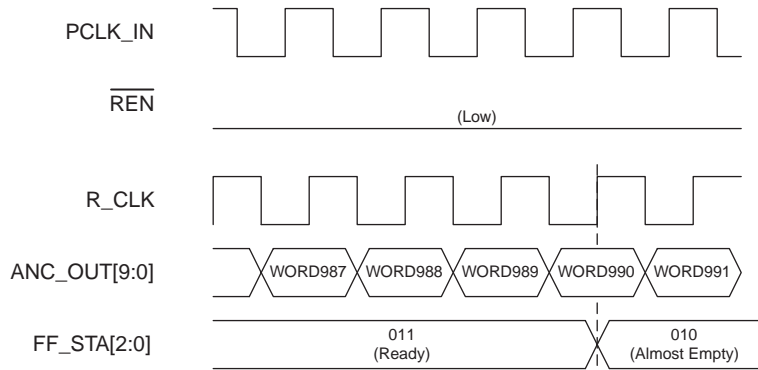 PCLK_IN
REN
(Low)
R_CLK
ANC_OUT[9:0]
WORD987
WORD988
WORD989
WORD990
WORD991
FF_STA[2:0]
011
(Ready)
010
(Almost Empty)